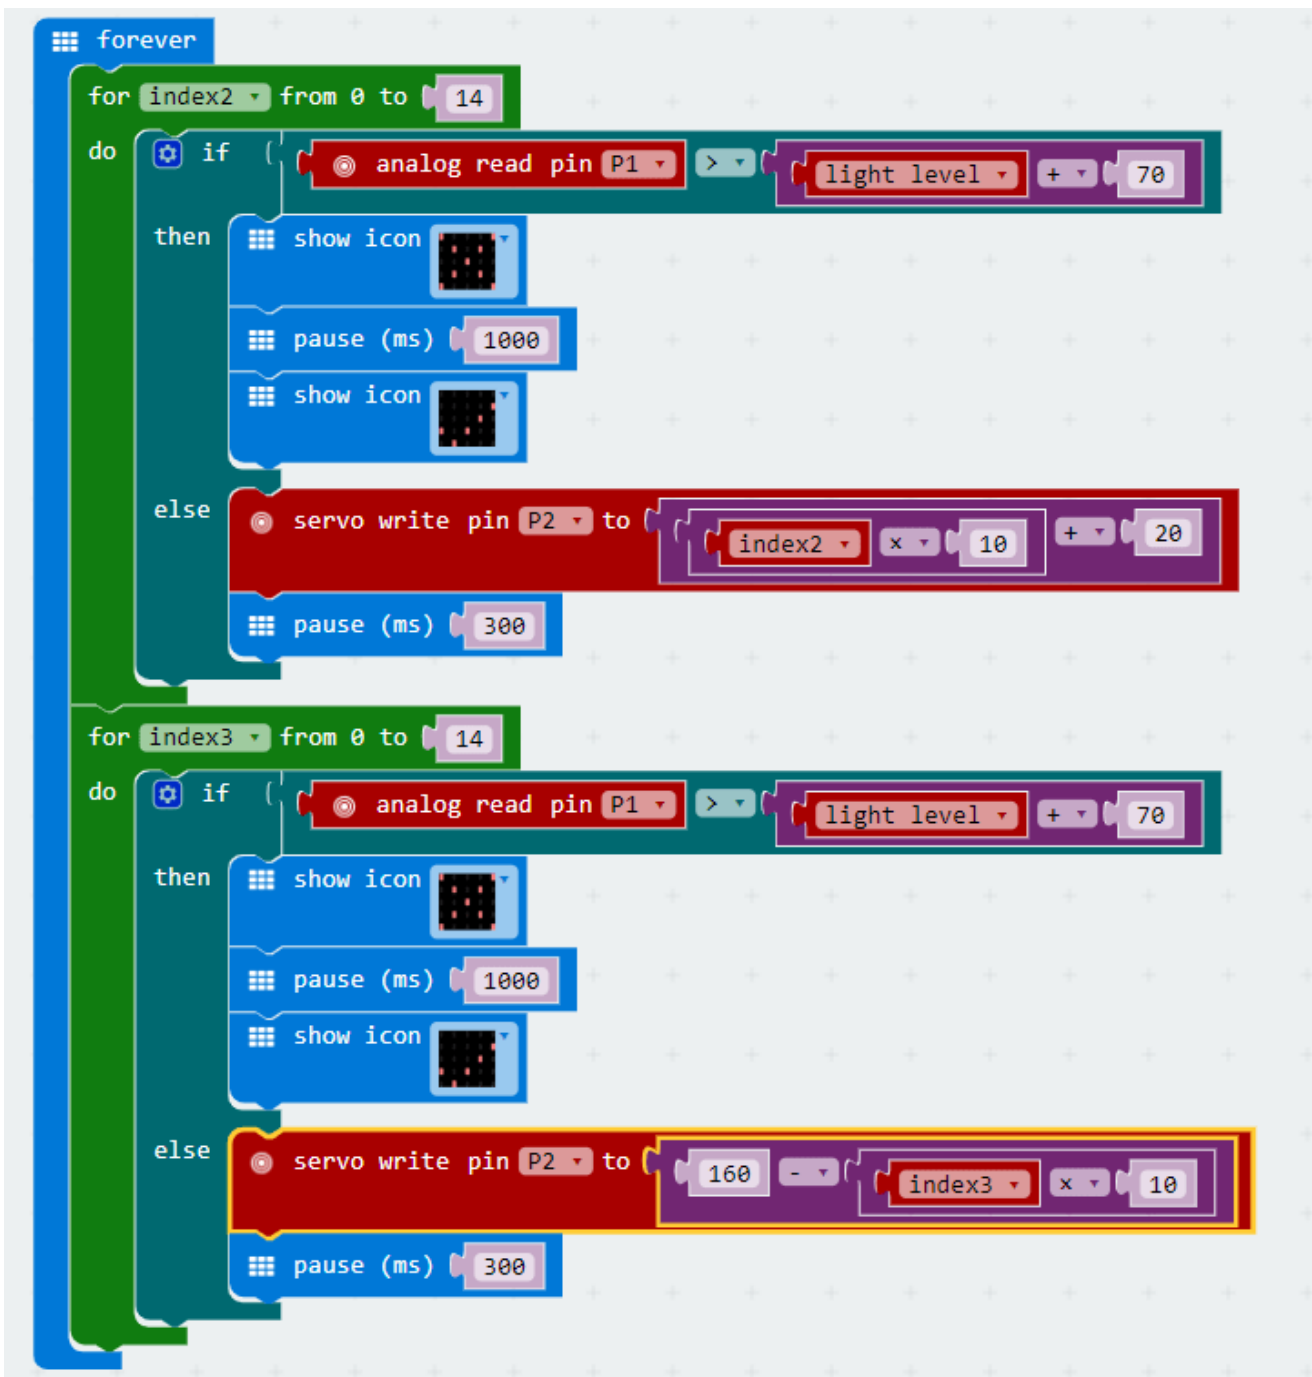 forever
for index2 from 0 to 14
do if analog read pin P1 > light level + 70
then show icon
pause (ms) 1000
show icon
else servo write pin P2 to index2 × 10 + 20
pause (ms) 300
for index3 from 0 to 14
do if analog read pin P1 > light level + 70
then show icon
pause (ms) 1000
show icon
else servo write pin P2 to 160 - index3 × 10
pause (ms) 300